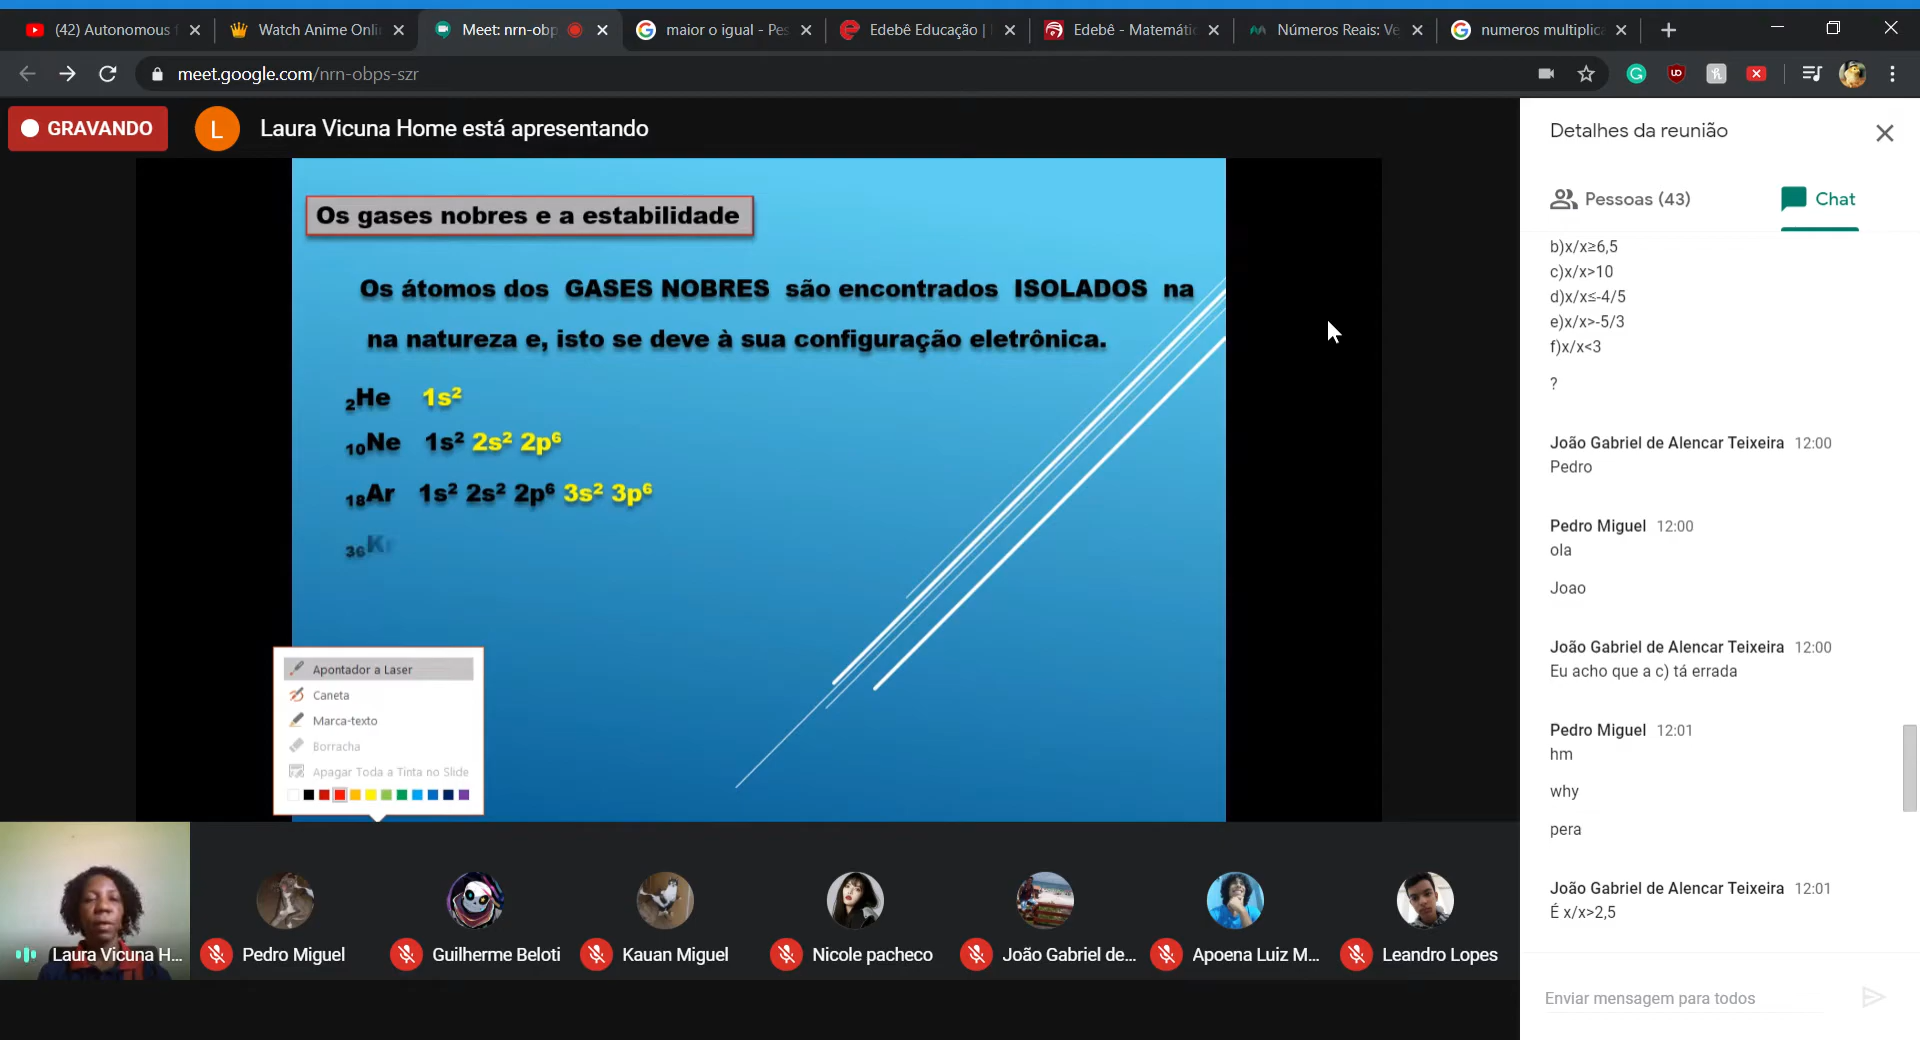 (42) Autonomous
Watch Anime Onli
Meet: nrn-obp
maior o igual - Pes
Edebê Educação |
Edebê - Matemátic
Números Reais: Ve
numeros multiplica
meet.google.com/nrn-obps-szr
GRAVANDO
L
Laura Vicuna Home está apresentando
Os gases nobres e a estabilidade
Os átomos dos GASES NOBRES são encontrados ISOLADOS na
na natureza e, isto se deve à sua configuração eletrônica.
₂He 1s²
₁₀Ne 1s² 2s² 2p⁶
₁₈Ar 1s² 2s² 2p⁶ 3s² 3p⁶
₃₆Kr
Apontador a Laser
Caneta
Marca-texto
Borracha
Apagar Toda a Tinta no Slide
Laura Vicuna H...
Pedro Miguel
Guilherme Beloti
Kauan Miguel
Nicole pacheco
João Gabriel de...
Apoena Luiz M...
Leandro Lopes
Detalhes da reunião
Pessoas (43)
Chat
b)x/x≥6,5
c)x/x>10
d)x/x≤-4/5
e)x/x>-5/3
f)x/x<3
?
João Gabriel de Alencar Teixeira 12:00
Pedro
Pedro Miguel 12:00
ola
Joao
João Gabriel de Alencar Teixeira 12:00
Eu acho que a c) tá errada
Pedro Miguel 12:01
hm
why
pera
João Gabriel de Alencar Teixeira 12:01
É x/x>2,5
Enviar mensagem para todos